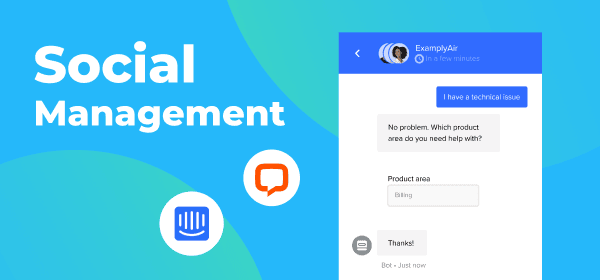 Social
Management
ExamplyAir
In a few minutes
I have a technical issue
No problem. Which product
area do you need help with?
Product area
Billing
Thanks!
Bot • Just now